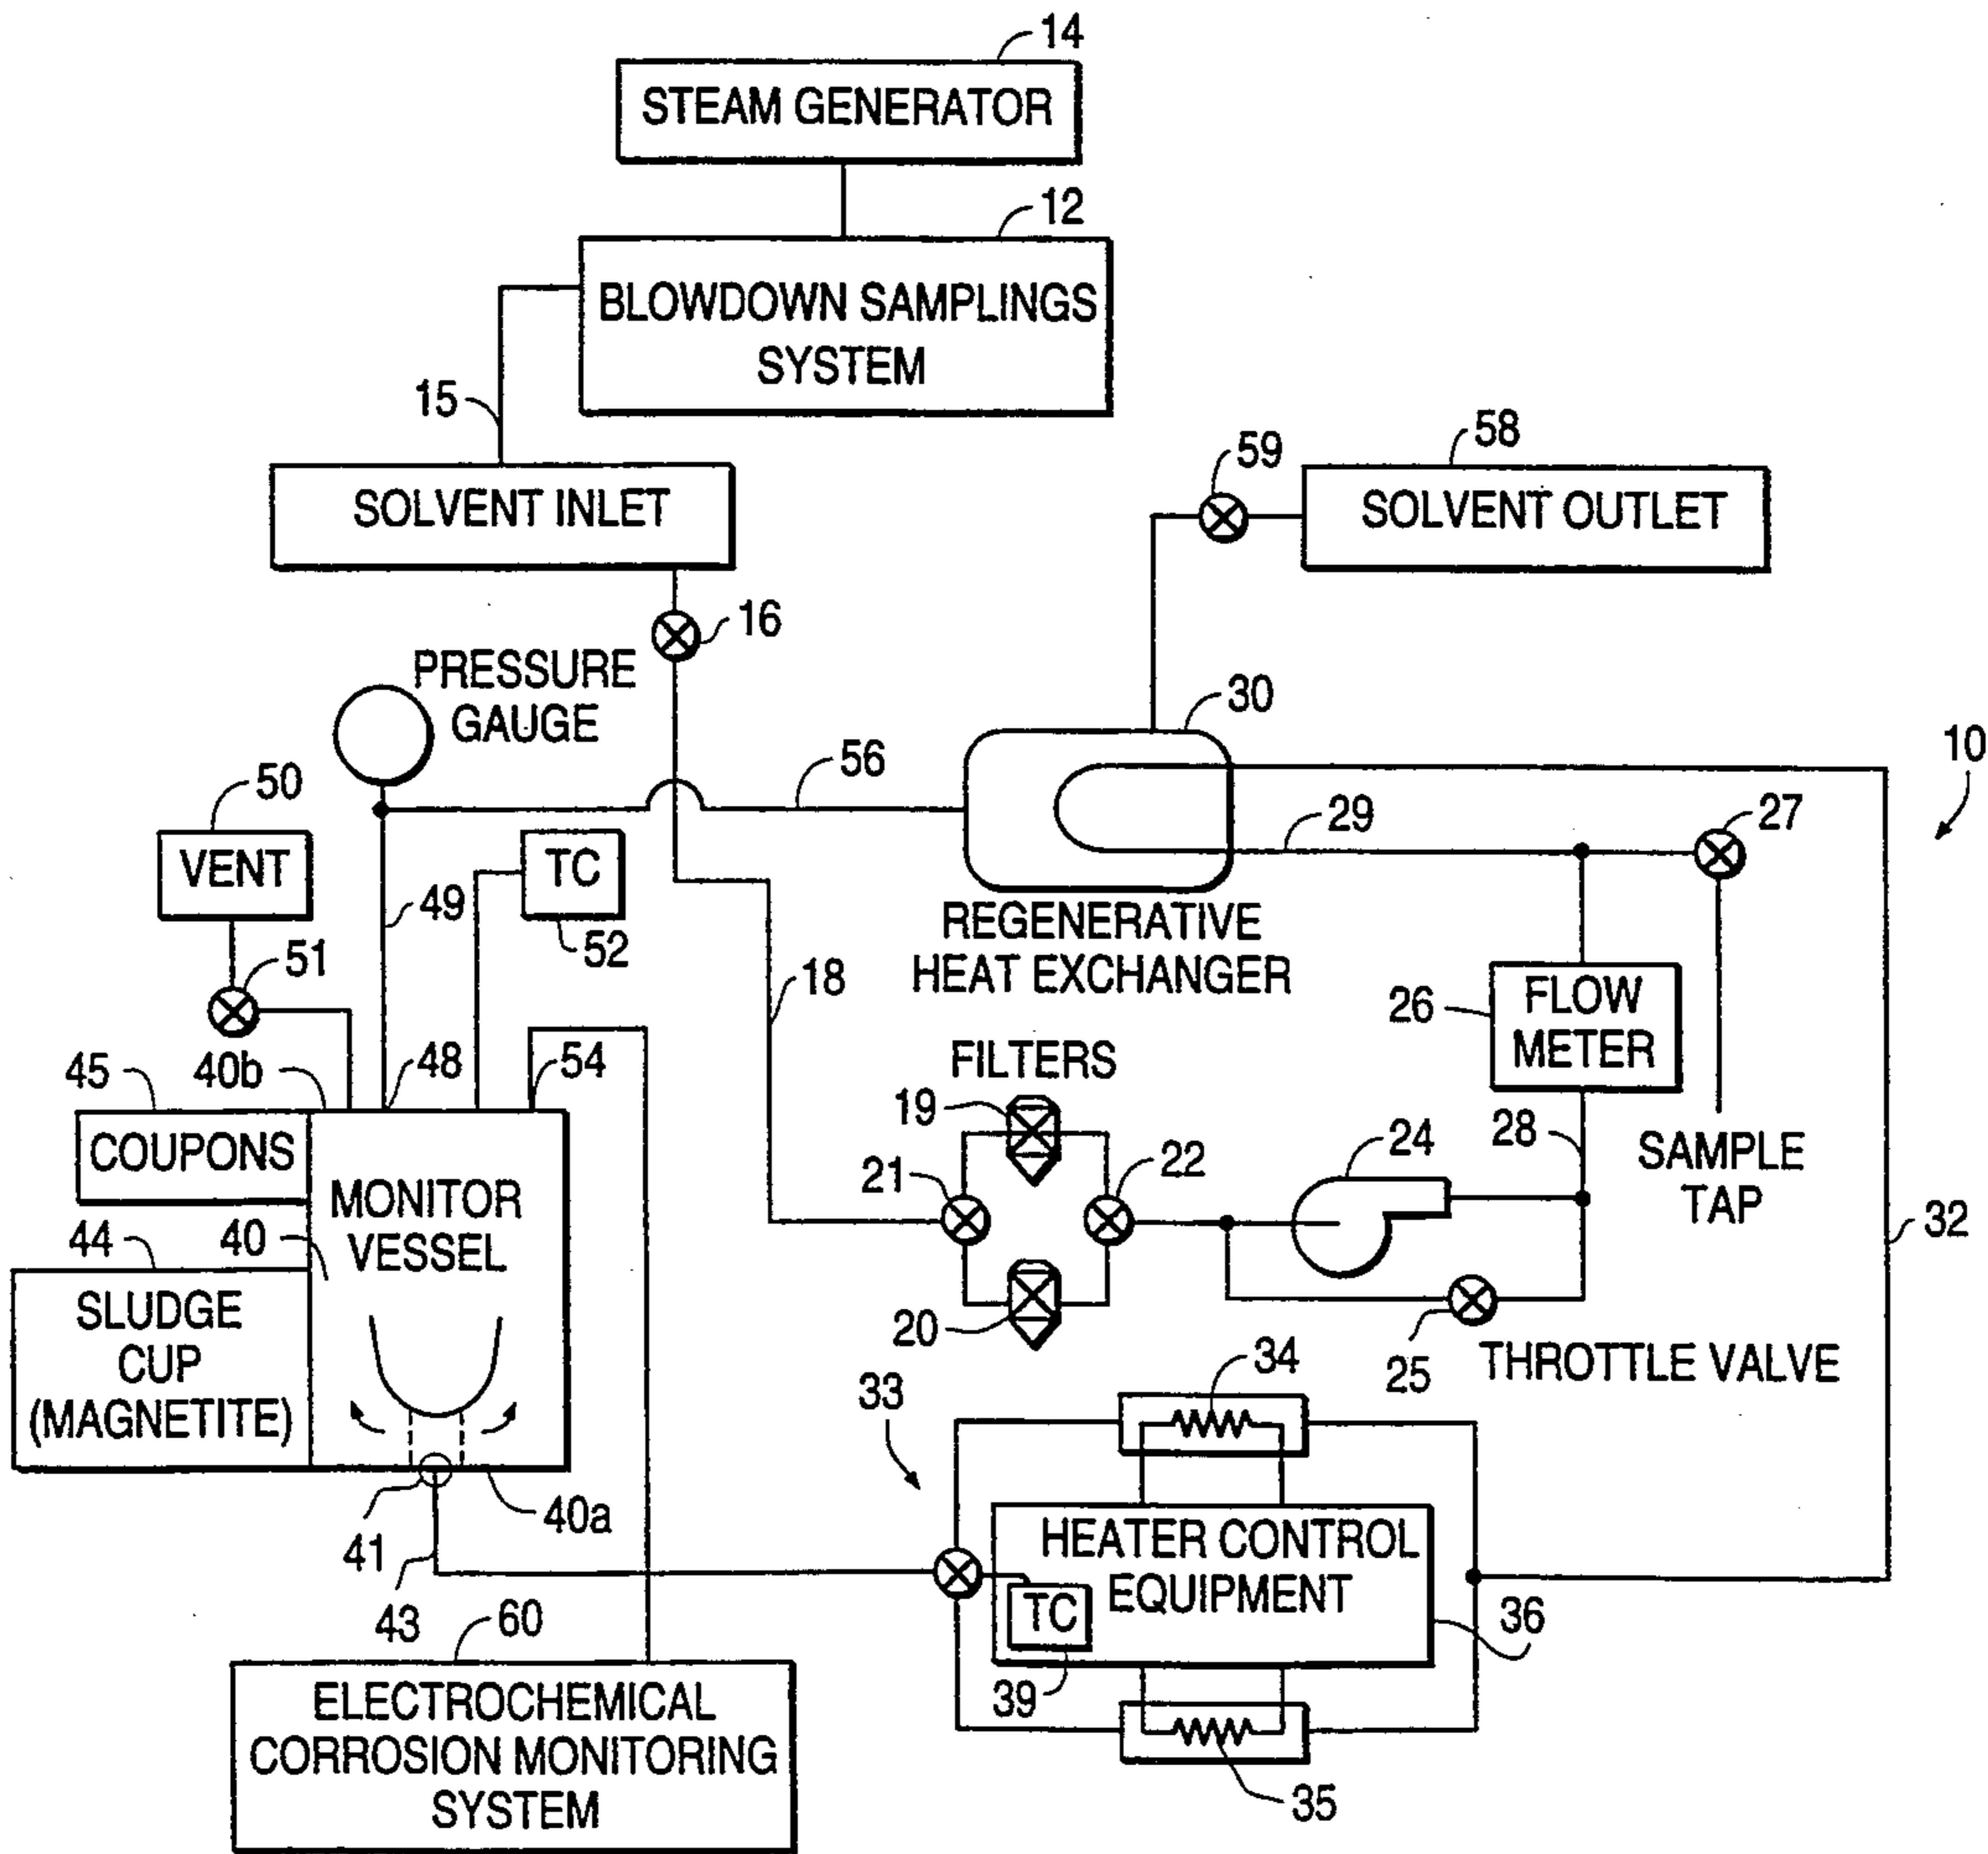 14
STEAM GENERATOR
12
BLOWDOWN SAMPLINGS
SYSTEM
15
SOLVENT INLET
16
59
58
SOLVENT OUTLET
PRESSURE
GAUGE
30
10
50
VENT
56
29
27
TC
49
52
51
18
REGENERATIVE
HEAT EXCHANGER
26
FLOW
METER
45
40b
48
54
COUPONS
MONITOR
VESSEL
FILTERS
19
21
22
24
28
SAMPLE
TAP
32
44
40
SLUDGE
CUP
(MAGNETITE)
20
25
THROTTLE VALVE
33
34
41
40a
43
HEATER CONTROL
EQUIPMENT
TC
36
39
35
60
ELECTROCHEMICAL
CORROSION MONITORING
SYSTEM